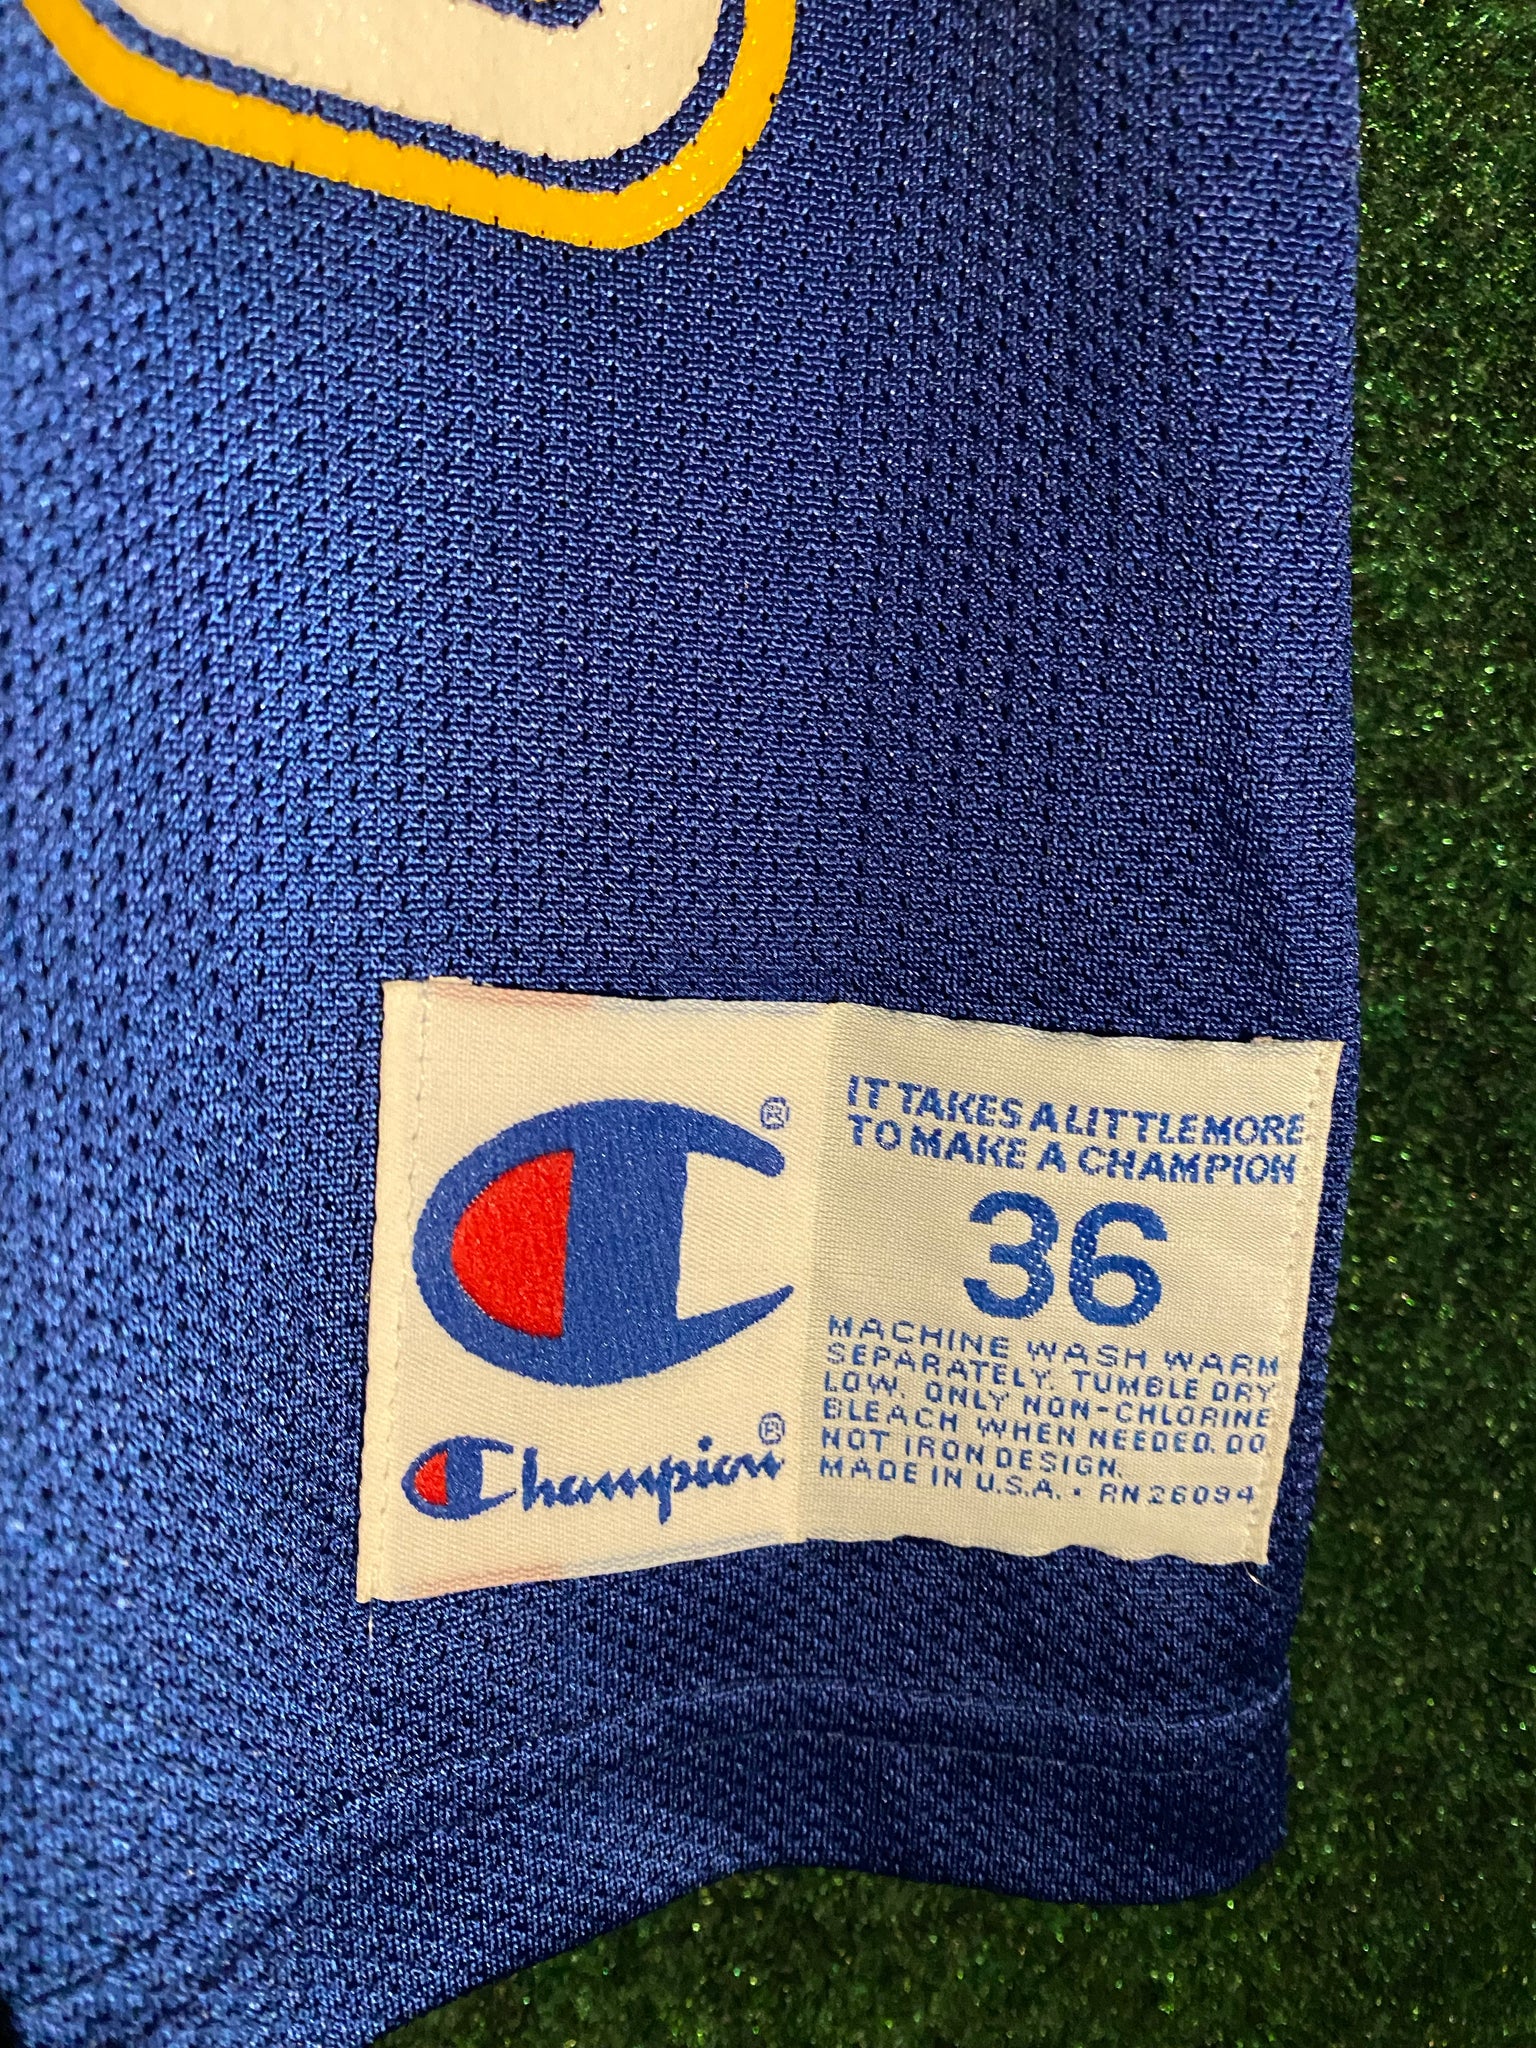 IT TAKES A LITTLE MORE
TO MAKE A CHAMPION
36
MACHINE WASH WARM
SEPARATELY. TUMBLE DRY
LOW. ONLY NON-CHLORINE
BLEACH WHEN NEEDED. DO
NOT IRON DESIGN.
MADE IN U.S.A. • RN 26094
®
Champion®